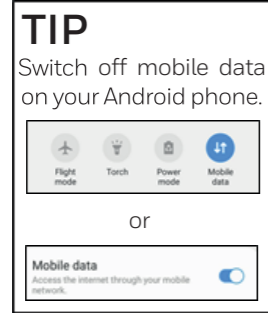 TIP
Switch off mobile data
on your Android phone.
Flight mode Torch Power mode Mobile data
or
Mobile data
Access the internet through your mobile
network.